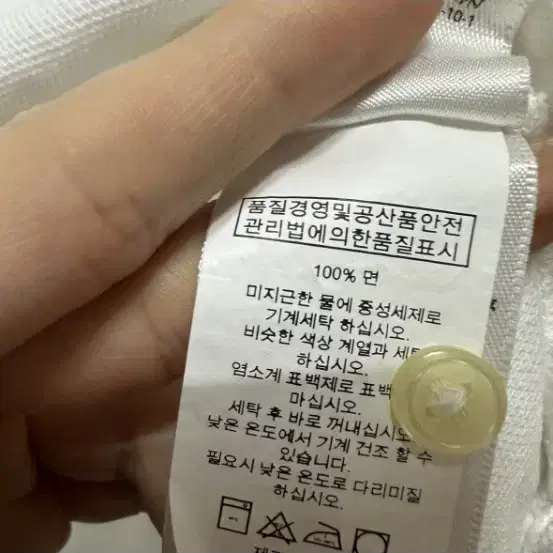 -10-1
품질경영및공산품안전
관리법에의한품질표시
100% 면
미지근한 물에 중성세제로
기계세탁 하십시오.
비슷한 색상 계열과
하십시오.
염소계 표백제로
마십시오.
세탁 후 바로 꺼내십시오
낮은 온도에서 기계 건조 할 수
있습니다.
필요시 낮은 온도로 다리미질
하십시오.